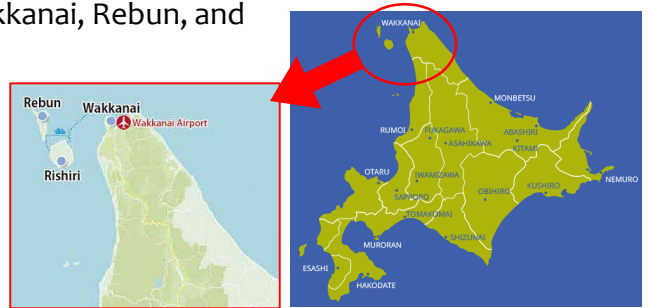 kkanai, Rebun, and
WAKKANAI
Rebun
Wakkanai
Wakkanai Airport
Rishiri
MONBETSU
RUMOI
FUKAGAWA
ASAHIKAWA
ABASHIRI
KITAMI
OTARU
IWAMIZAWA
SAPPORO
OBIHIRO
KUSHIRO
NEMURO
TOMAKOMAI
SHIZUNAI
MURORAN
ESASHI
HAKODATE